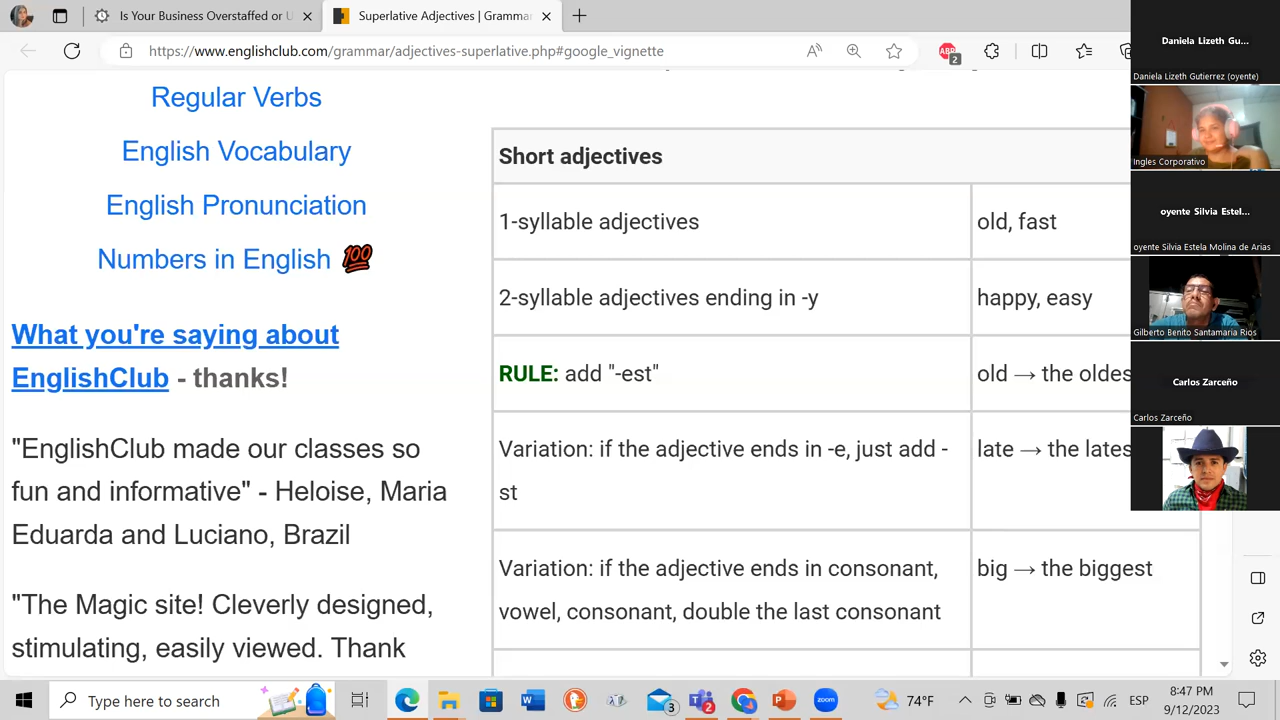 Is Your Business Overstaffed or U
Superlative Adjectives | Gramma
https://www.englishclub.com/grammar/adjectives-superlative.php#google_vignette
ABP
2
Regular Verbs
English Vocabulary
English Pronunciation
Numbers in English 💯
What you're saying about
EnglishClub - thanks!
"EnglishClub made our classes so
fun and informative" - Heloise, Maria
Eduarda and Luciano, Brazil
"The Magic site! Cleverly designed,
stimulating, easily viewed. Thank
Short adjectives
1-syllable adjectives
old, fast
2-syllable adjectives ending in -y
happy, easy
RULE: add "-est"
old → the oldes
Variation: if the adjective ends in -e, just add -
st
late → the lates
Variation: if the adjective ends in consonant,
vowel, consonant, double the last consonant
big → the biggest
Daniela Lizeth Gu...
Daniela Lizeth Gutierrez (oyente)
Ingles Corporativo
oyente Silvia Estel...
oyente Silvia Estela Molina de Arias
Gilberto Benito Santamaria Rios
Carlos Zarceño
Carlos Zarceño
Type here to search
3
2
zoom
74°F
ESP
8:47 PM
9/12/2023